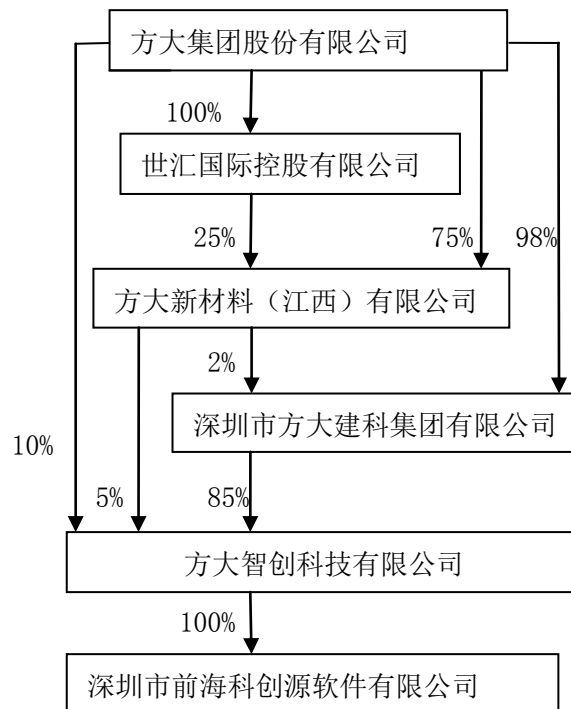 方大集团股份有限公司
100%
世汇国际控股有限公司
25%
75%
98%
方大新材料（江西）有限公司
2%
深圳市方大建科集团有限公司
10%
5%
85%
方大智创科技有限公司
100%
深圳市前海科创源软件有限公司